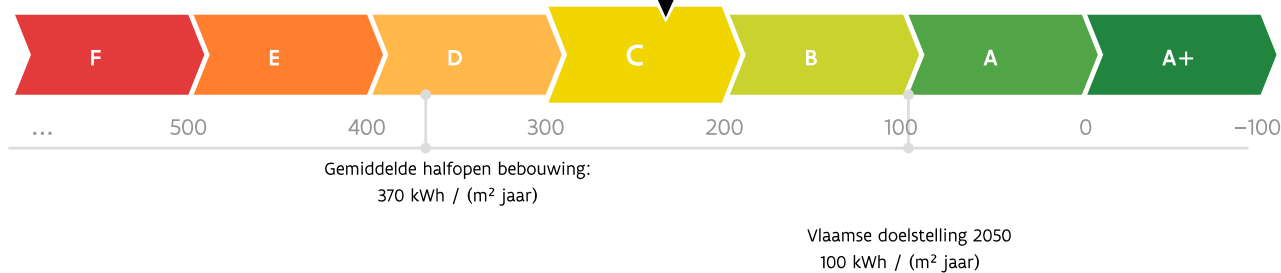 F E D C B A A+
... 500 400 300 200 100 0 −100
Gemiddelde halfopen bebouwing:
370 kWh / (m² jaar)
Vlaamse doelstelling 2050
100 kWh / (m² jaar)